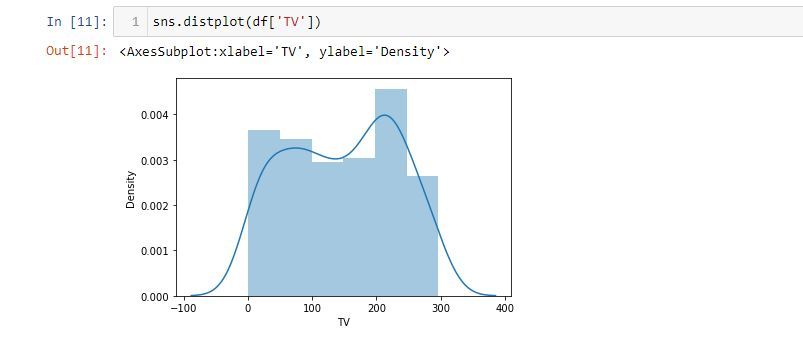 In [11]: 1 sns.distplot(df['TV'])
Out[11]: <AxesSubplot:xlabel='TV', ylabel='Density'>
0.004
0.003
0.002
0.001
0.000
Density
−100 0 100 200 300 400
TV